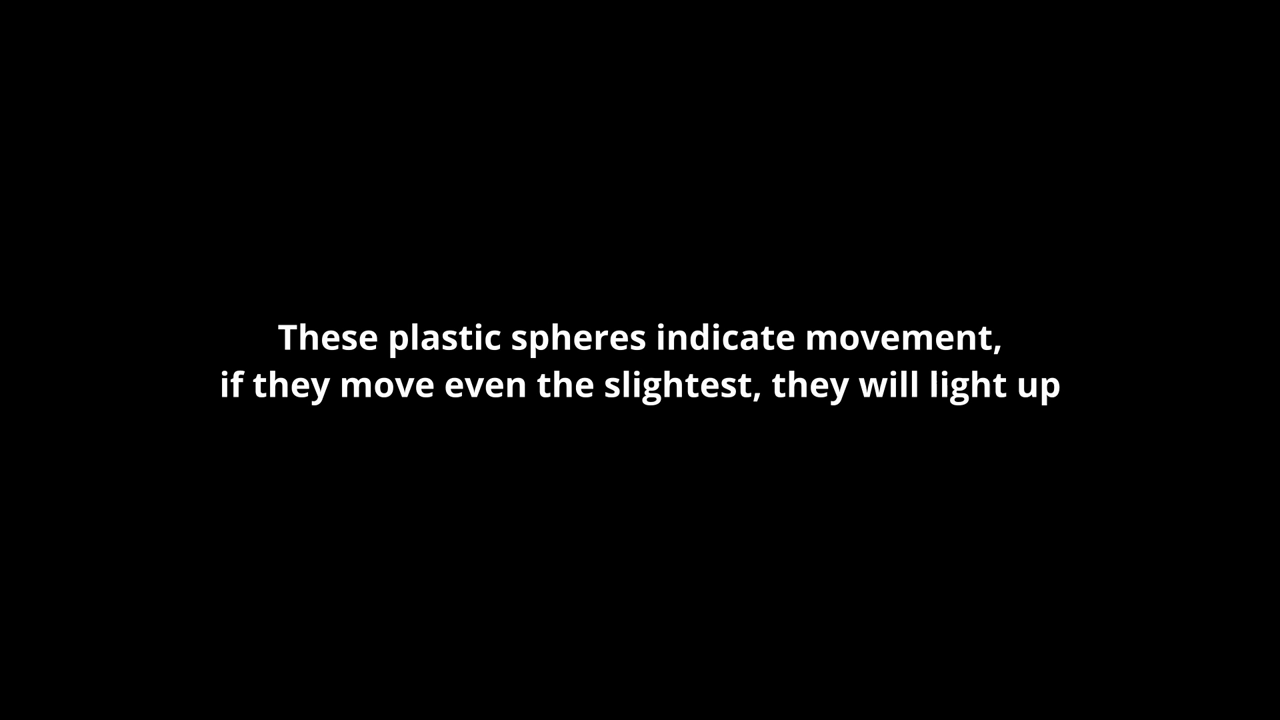 These plastic spheres indicate movement,
if they move even the slightest, they will light up